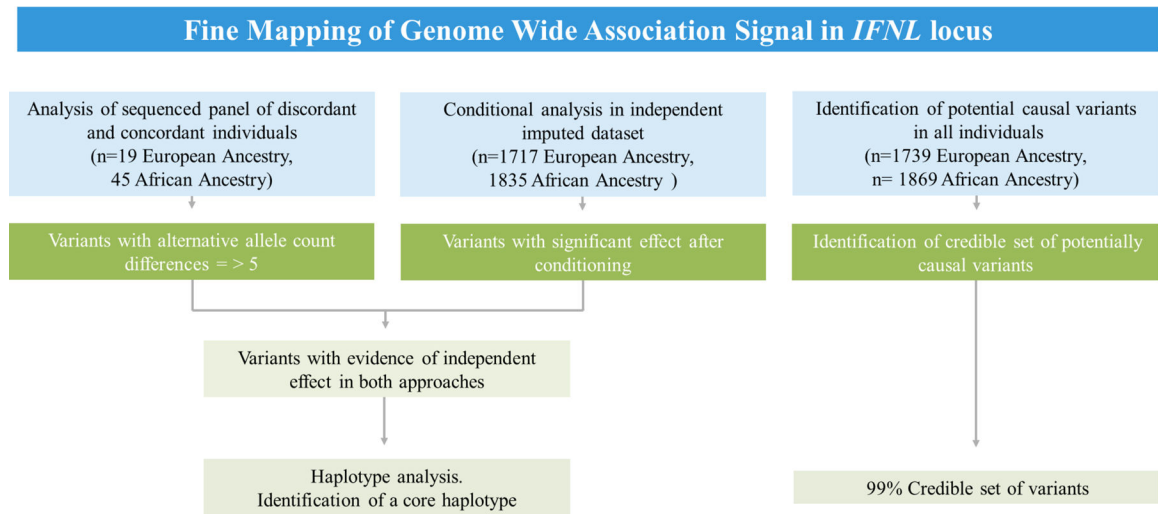 Fine Mapping of Genome Wide Association Signal in IFNL locus
Analysis of sequenced panel of discordant
and concordant individuals
(n=19 European Ancestry,
45 African Ancestry)
Conditional analysis in independent
imputed dataset
(n=1717 European Ancestry,
1835 African Ancestry )
Identification of potential causal variants
in all individuals
(n=1739 European Ancestry,
n= 1869 African Ancestry)
Variants with alternative allele count
differences = > 5
Variants with significant effect after
conditioning
Identification of credible set of potentially
causal variants
Variants with evidence of independent
effect in both approaches
Haplotype analysis.
Identification of a core haplotype
99% Credible set of variants